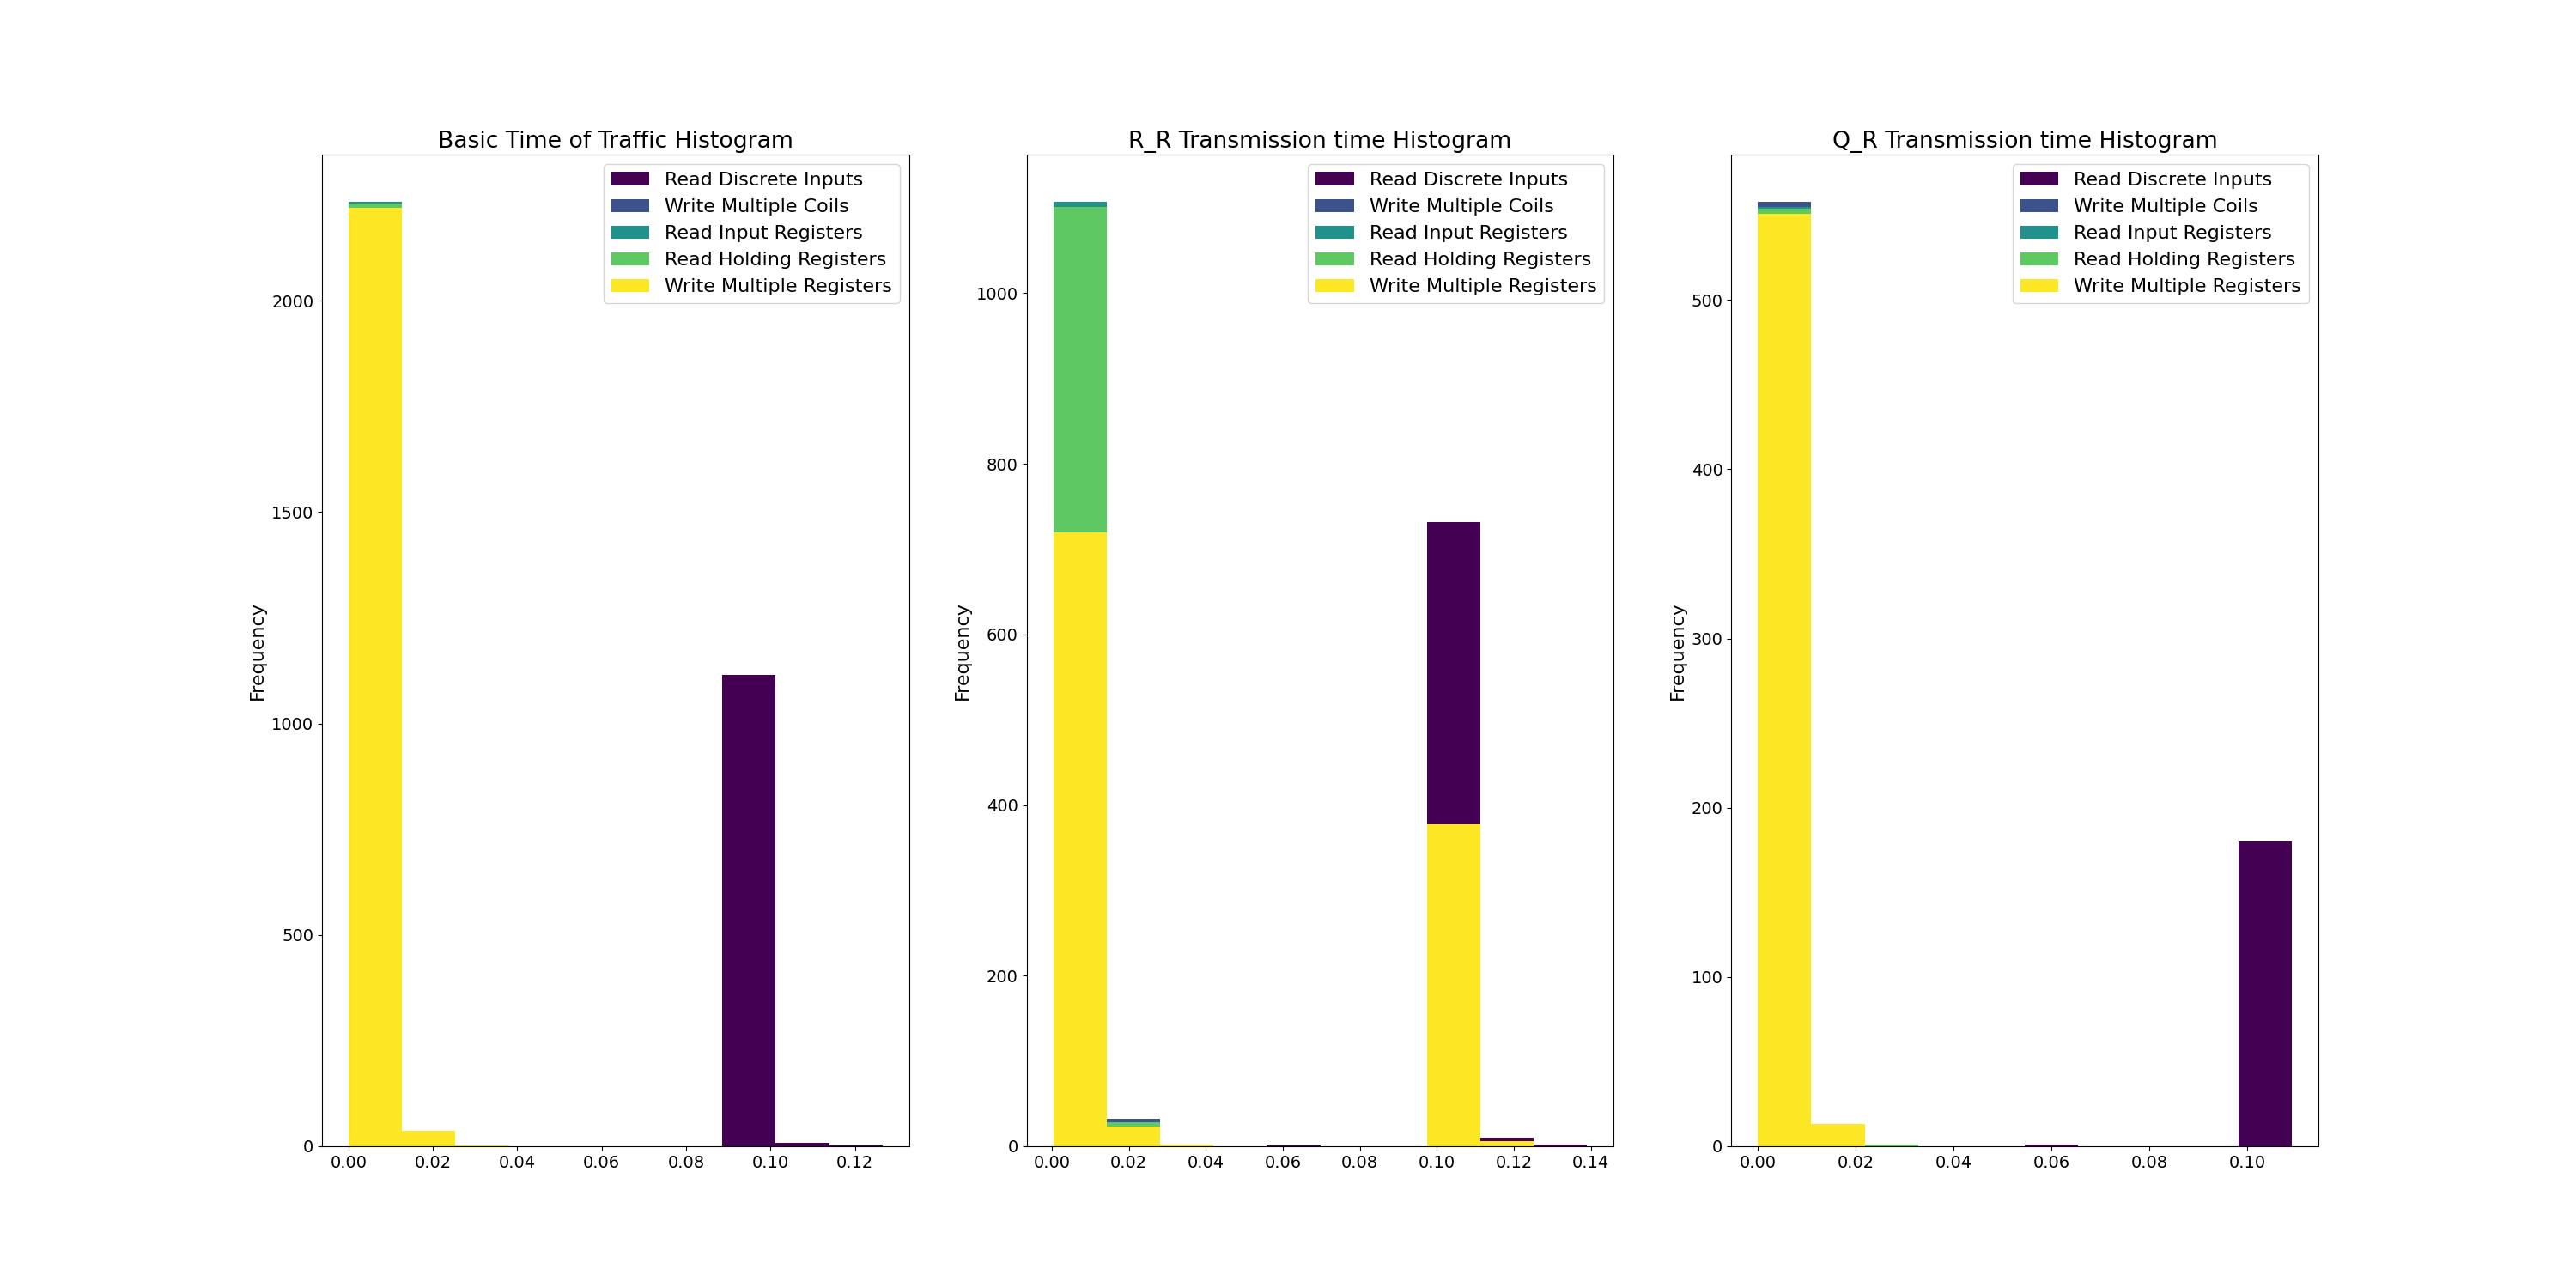 Basic Time of Traffic Histogram
Read Discrete Inputs
Write Multiple Coils
Read Input Registers
Read Holding Registers
Write Multiple Registers
2000
1500
1000
500
0
Frequency
0.00 0.02 0.04 0.06 0.08 0.10 0.12
R_R Transmission time Histogram
Read Discrete Inputs
Write Multiple Coils
Read Input Registers
Read Holding Registers
Write Multiple Registers
1000
800
600
400
200
0
Frequency
0.00 0.02 0.04 0.06 0.08 0.10 0.12 0.14
Q_R Transmission time Histogram
Read Discrete Inputs
Write Multiple Coils
Read Input Registers
Read Holding Registers
Write Multiple Registers
500
400
300
200
100
0
Frequency
0.00 0.02 0.04 0.06 0.08 0.10